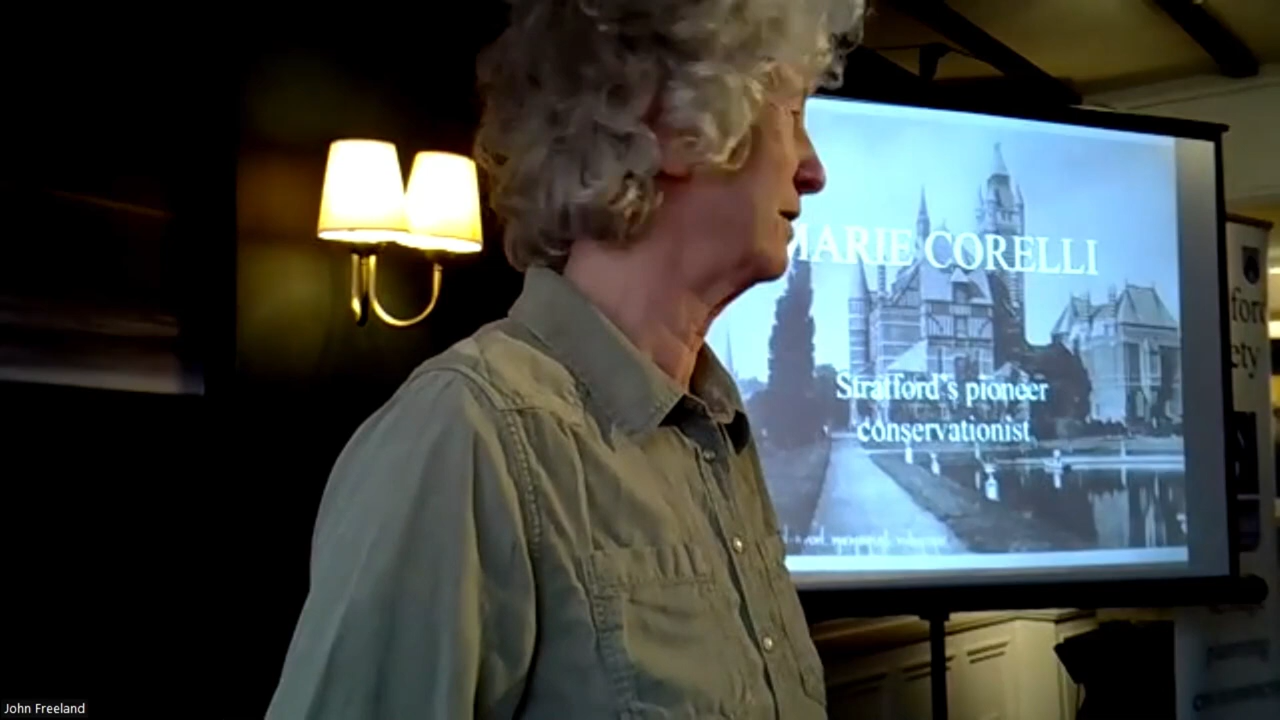 MARIE CORELLI
Stratford's pioneer
conservationist
John Freeland